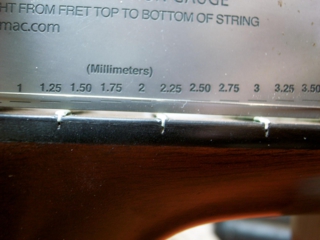 GAUGE
HT FROM FRET TOP TO BOTTOM OF STRING
mac.com
(Millimeters)
1 1.25 1.50 1.75 2 2.25 2.50 2.75 3 3.25 3.50